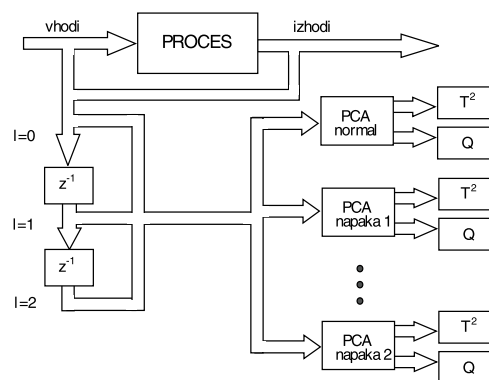 vhodi
PROCES
izhodi
l=0
z-1
l=1
z-1
l=2
PCA
normal
T2
Q
PCA
napaka 1
T2
Q
PCA
napaka 2
T2
Q